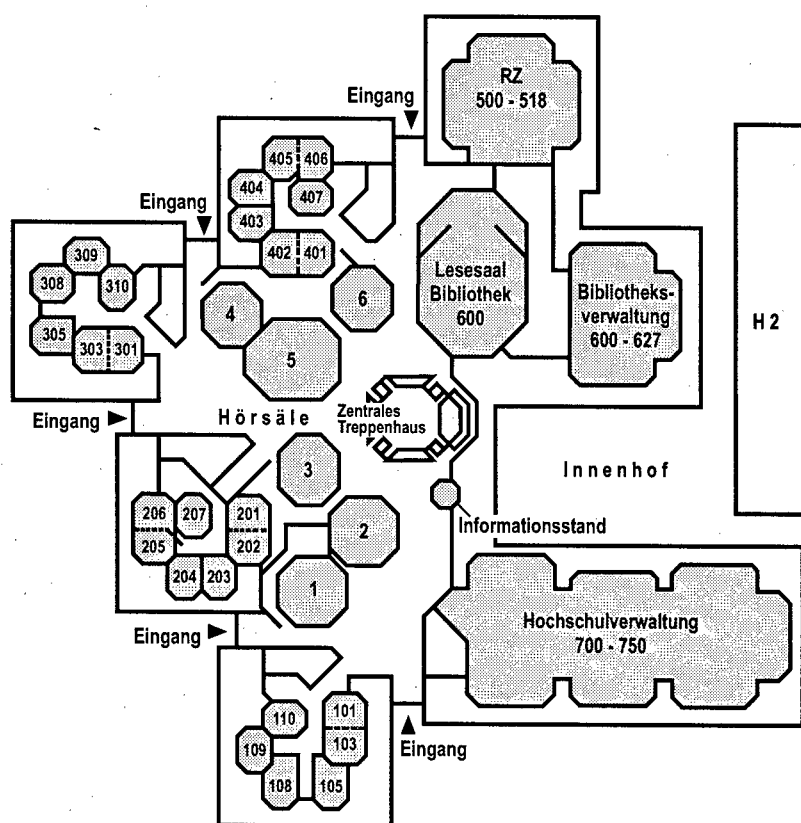 RZ
500 - 518
Eingang
405
406
404
407
403
402
401
Eingang
309
308
310
305
303
301
4
5
6
Lesesaal
Bibliothek
600
Bibliotheks-
verwaltung
600 - 627
H 2
Eingang
Hörsäle
Zentrales
Treppenhaus
3
Innenhof
206
207
201
205
202
204
203
2
1
Informationsstand
Eingang
Hochschulverwaltung
700 - 750
110
101
109
103
108
105
Eingang